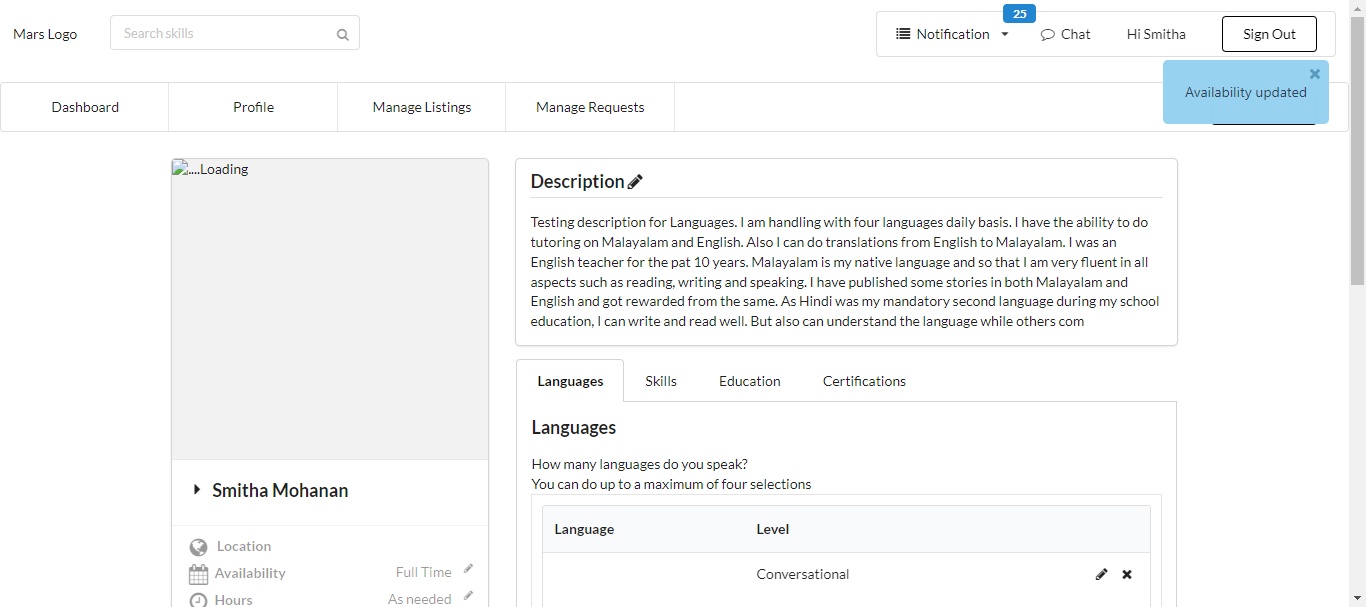 25
Mars Logo
Search skills
Notification
Chat
Hi Smitha
Sign Out
Availability updated
Dashboard
Profile
Manage Listings
Manage Requests
....Loading
Smitha Mohanan
Location
Availability
Full Time
Hours
As needed
Description
Testing description for Languages. I am handling with four languages daily basis. I have the ability to do
tutoring on Malayalam and English. Also I can do translations from English to Malayalam. I was an
English teacher for the pat 10 years. Malayalam is my native language and so that I am very fluent in all
aspects such as reading, writing and speaking. I have published some stories in both Malayalam and
English and got rewarded from the same. As Hindi was my mandatory second language during my school
education, I can write and read well. But also can understand the language while others com
Languages
Skills
Education
Certifications
Languages
How many languages do you speak?
You can do up to a maximum of four selections
Language
Level
Conversational